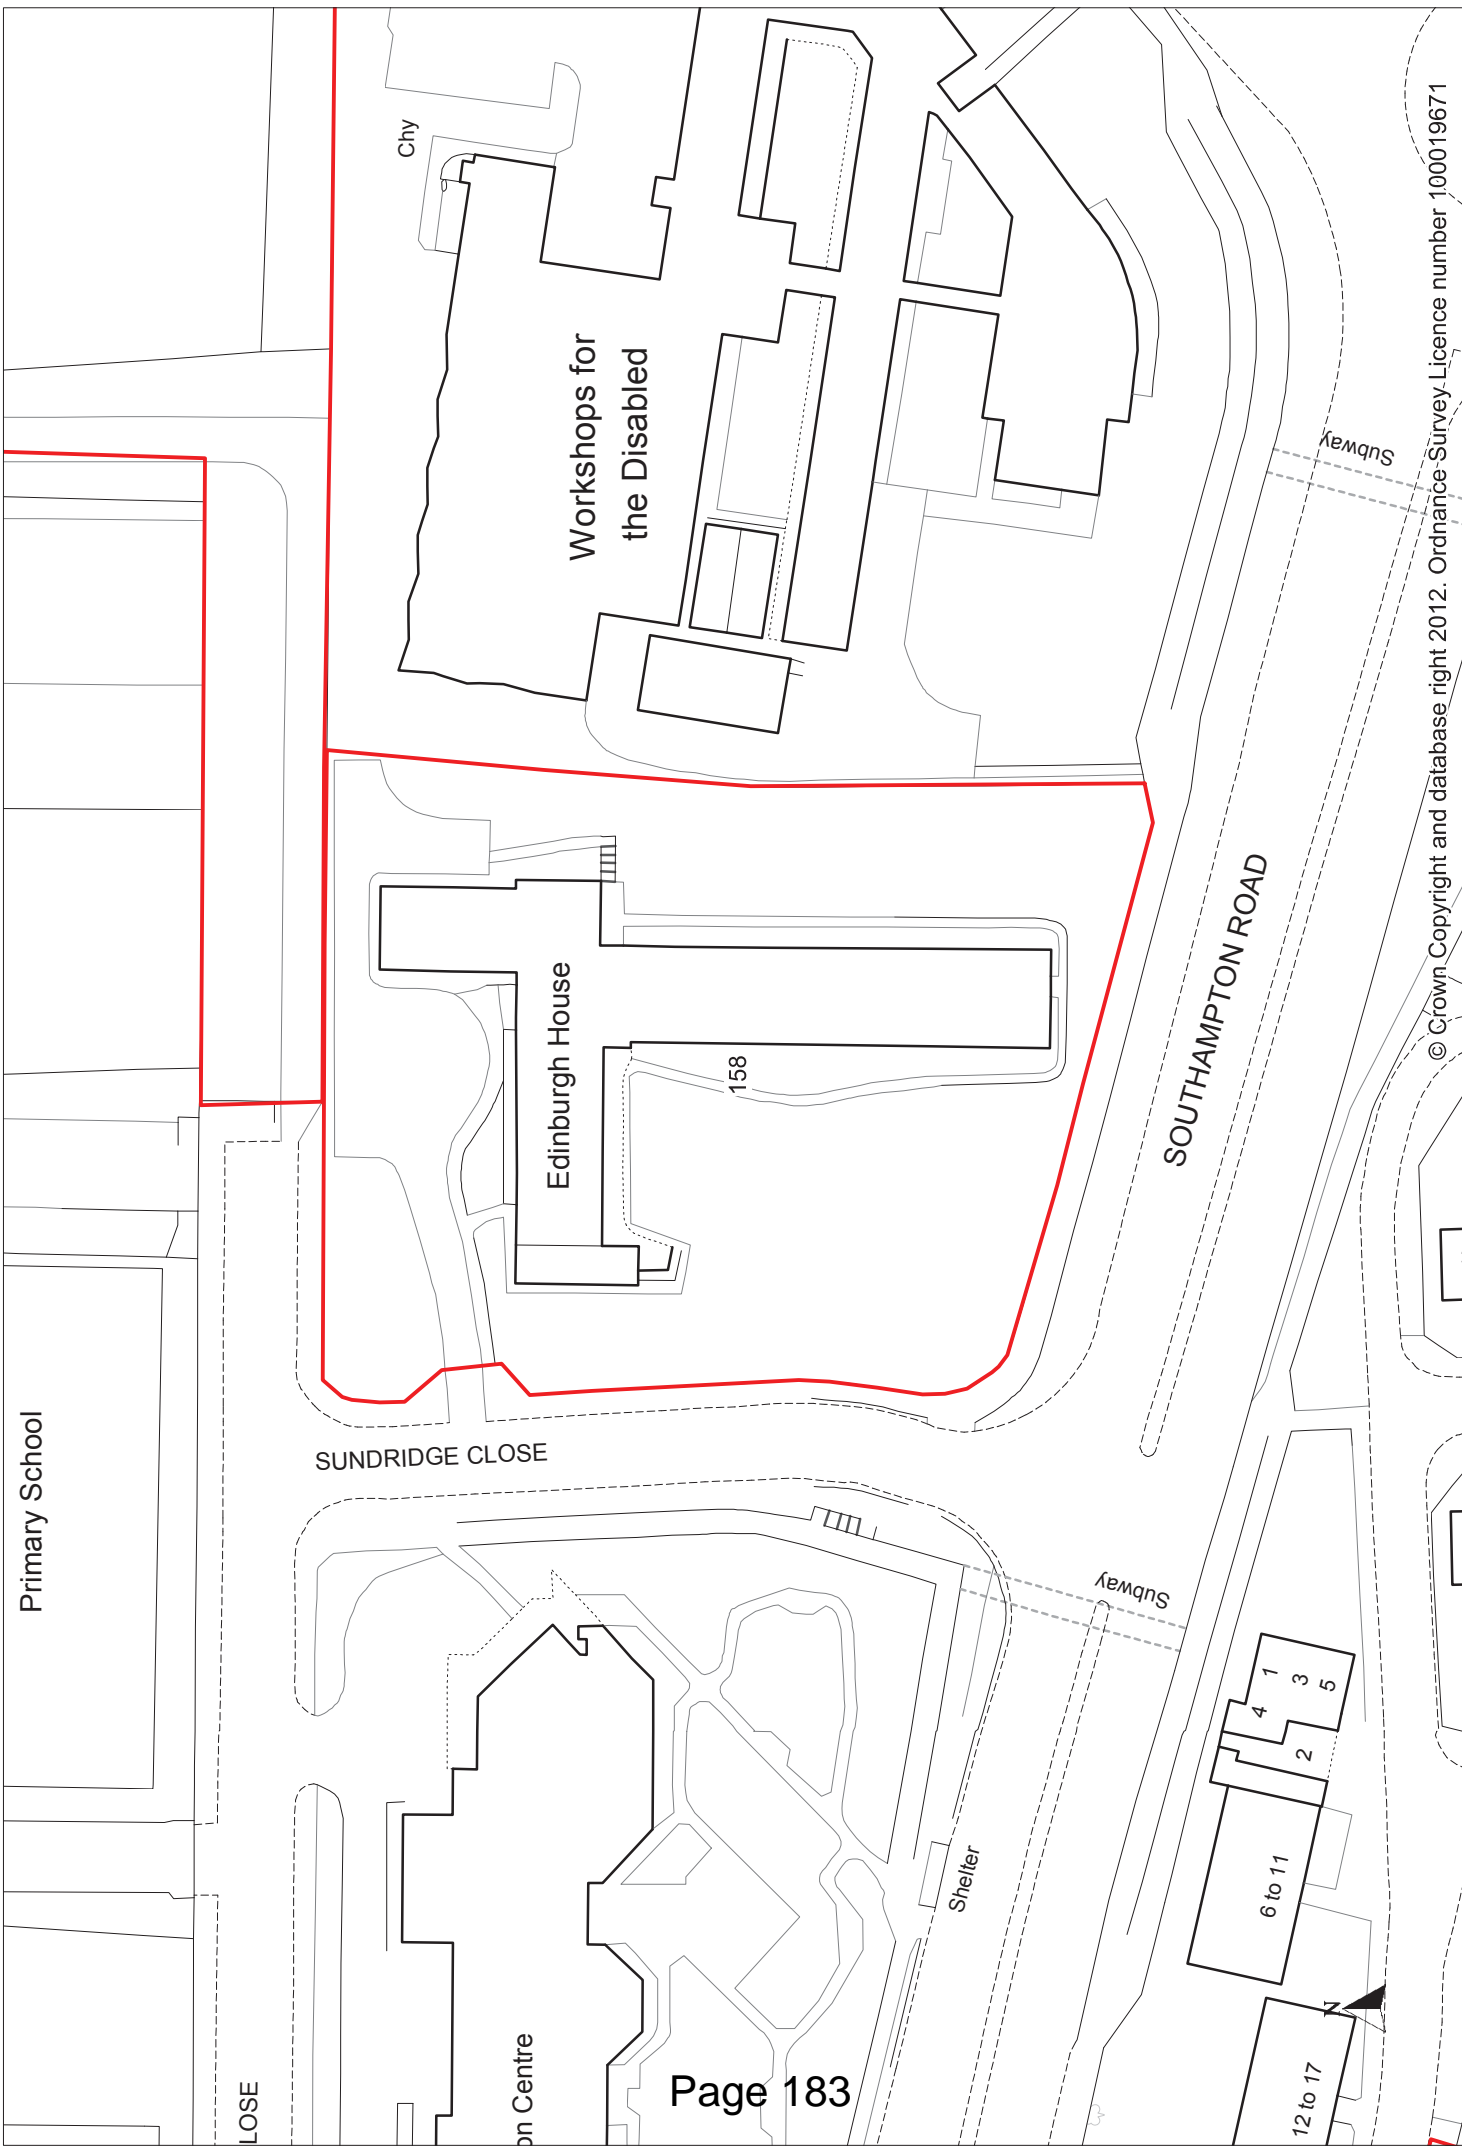 Primary School
Chy
Workshops for
the Disabled
Edinburgh House
158
SUNDRIDGE CLOSE
SOUTHAMPTON ROAD
Subway
Subway
Shelter
1
3
5
4
2
6 to 11
12 to 17
LOSE
on Centre
N
© Crown Copyright and database right 2012. Ordnance Survey Licence number 100019671
Page 183